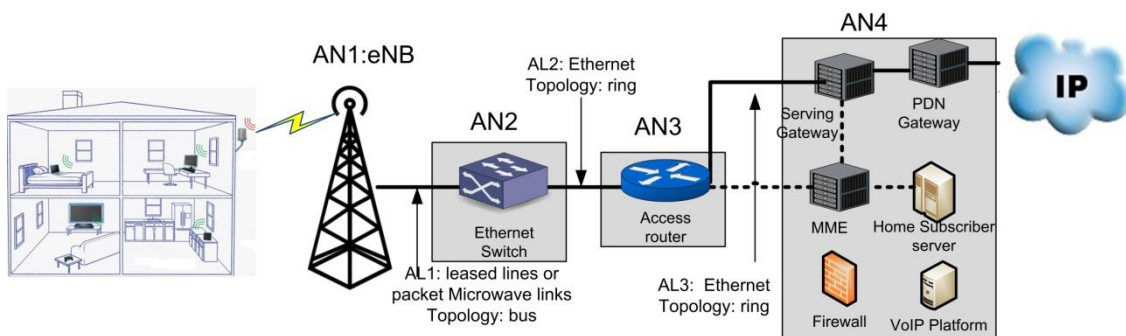 AN1:eNB
AN2
AL2: Ethernet
Topology: ring
AN3
AN4
Serving
Gateway
PDN
Gateway
IP
Ethernet
Switch
Access
router
MME
Home Subscriber
server
AL1: leased lines or
packet Microwave links
Topology: bus
AL3: Ethernet
Topology: ring
Firewall
VoIP Platform